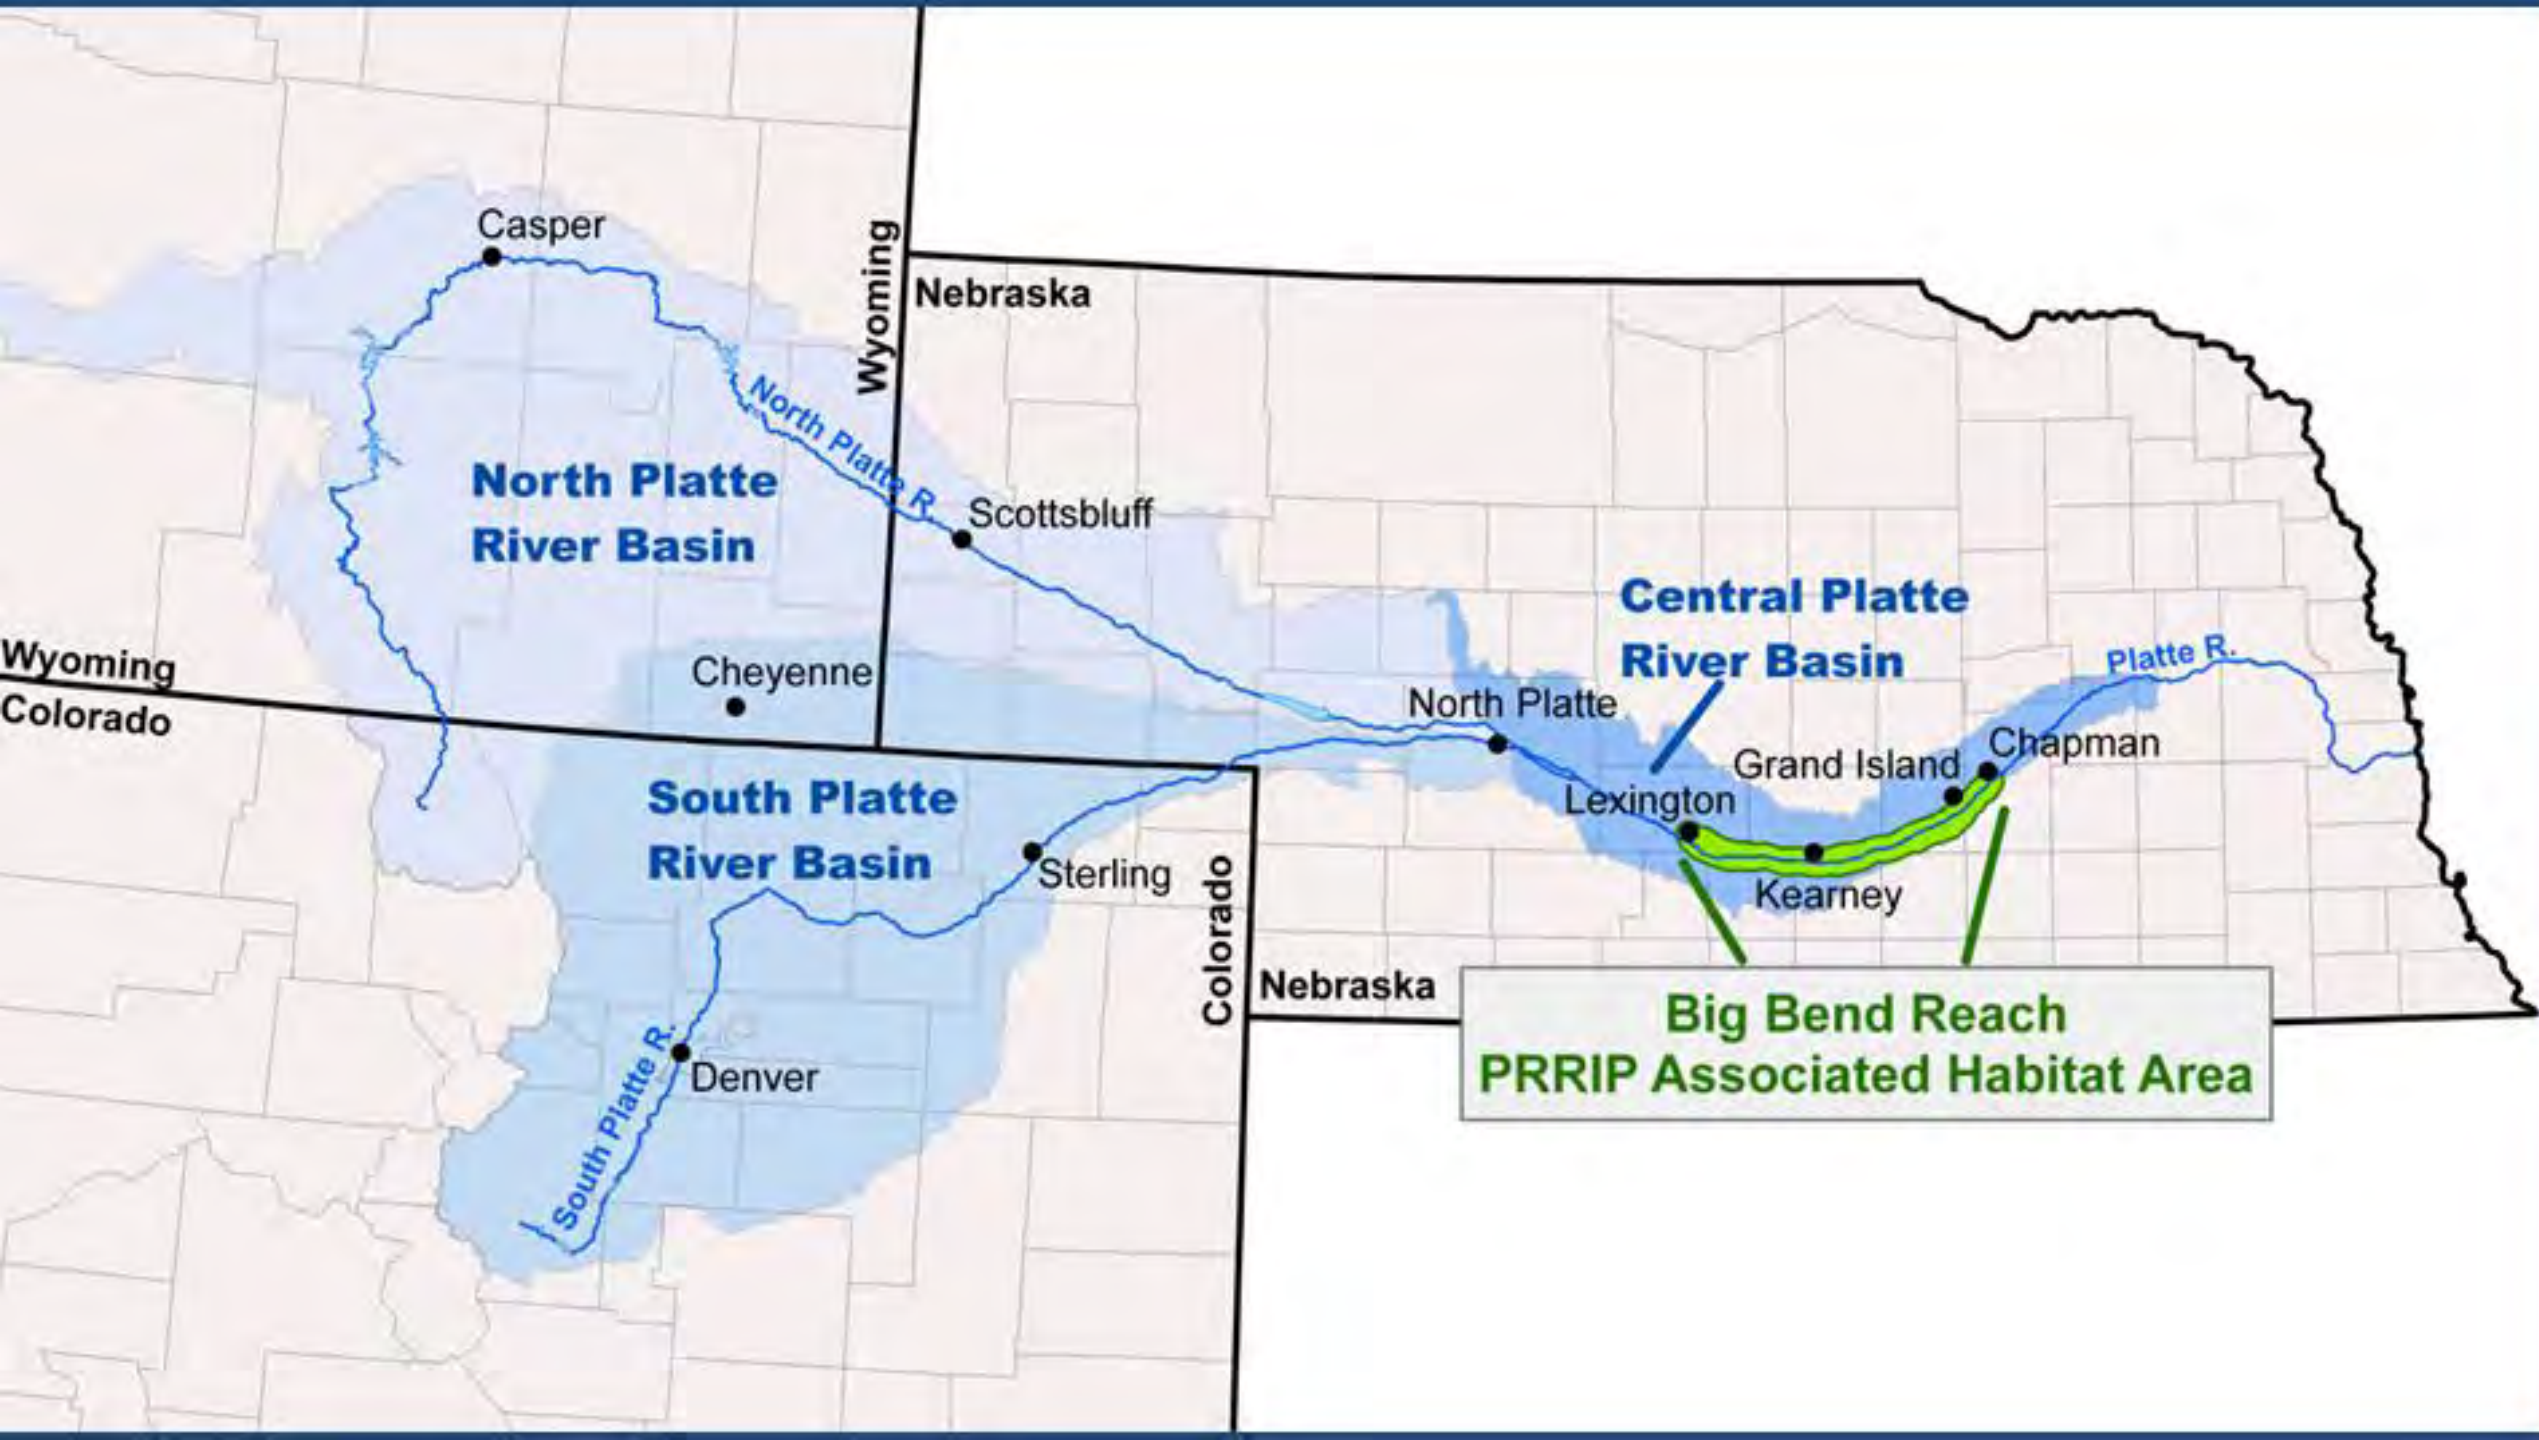 Casper
Wyoming
Nebraska
North Platte R.
North Platte
River Basin
Scottsbluff
Central Platte
River Basin
Platte R.
Wyoming
Colorado
Cheyenne
North Platte
Chapman
Grand Island
South Platte
River Basin
Lexington
Sterling
Kearney
Colorado
Nebraska
Big Bend Reach
PRRIP Associated Habitat Area
South Platte R.
Denver